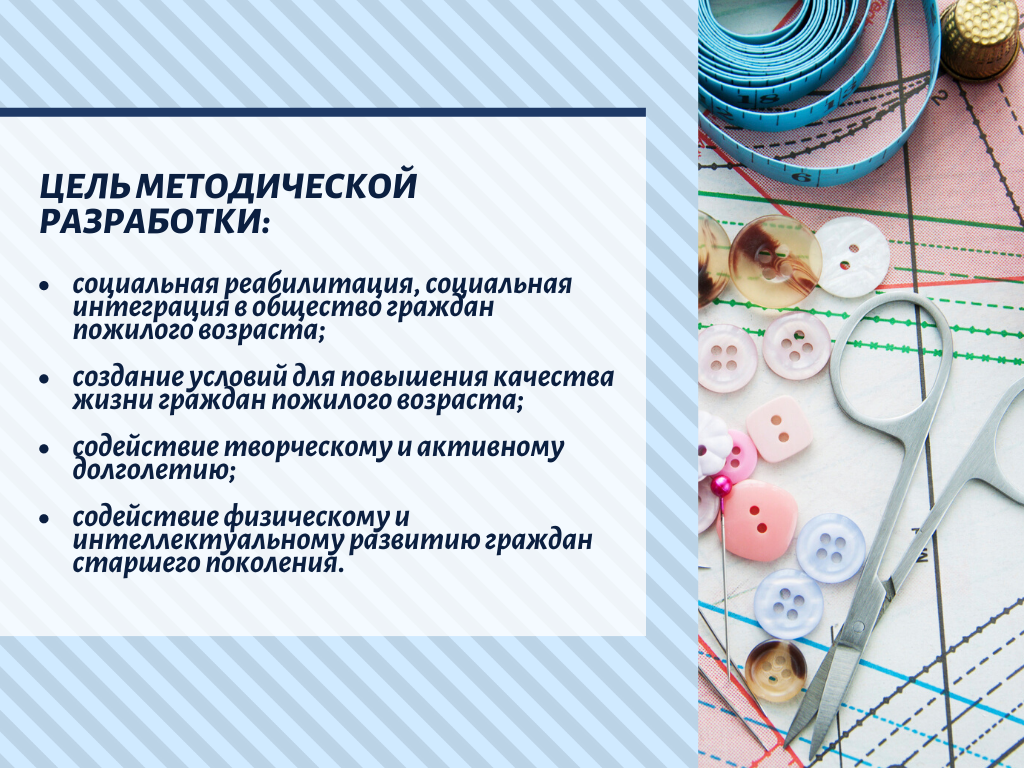 ЦЕЛЬ МЕТОДИЧЕСКОЙ
РАЗРАБОТКИ:
• социальная реабилитация, социальная
интеграция в общество граждан
пожилого возраста;
• создание условий для повышения качества
жизни граждан пожилого возраста;
• содействие творческому и активному
долголетию;
• содействие физическому и
интеллектуальному развитию граждан
старшего поколения.